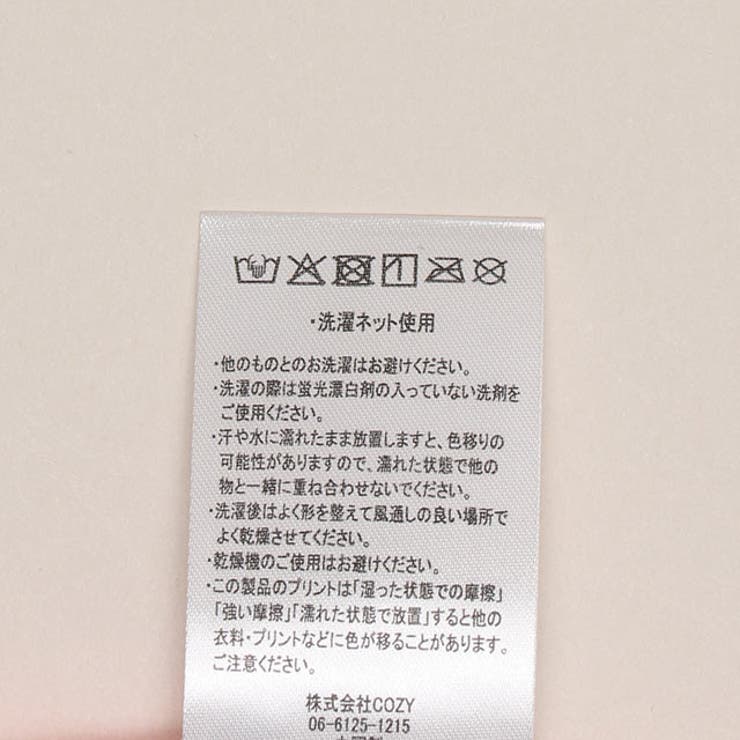 ・洗濯ネット使用
・他のものとのお洗濯はお避けください。
・洗濯の際は蛍光漂白剤の入っていない洗剤を
ご使用ください。
・汗や水に濡れたまま放置しますと、色移りの
可能性がありますので、濡れた状態で他の
物と一緒に重ね合わせないでください。
・洗濯後はよく形を整えて風通しの良い場所で
よく乾燥させてください。
・乾燥機のご使用はお避けください。
・この製品のプリントは「湿った状態での摩擦」
「強い摩擦」「濡れた状態で放置」すると他の
衣料・プリントなどに色が移ることがあります。
ご注意ください。
株式会社COZY
06-6125-1215